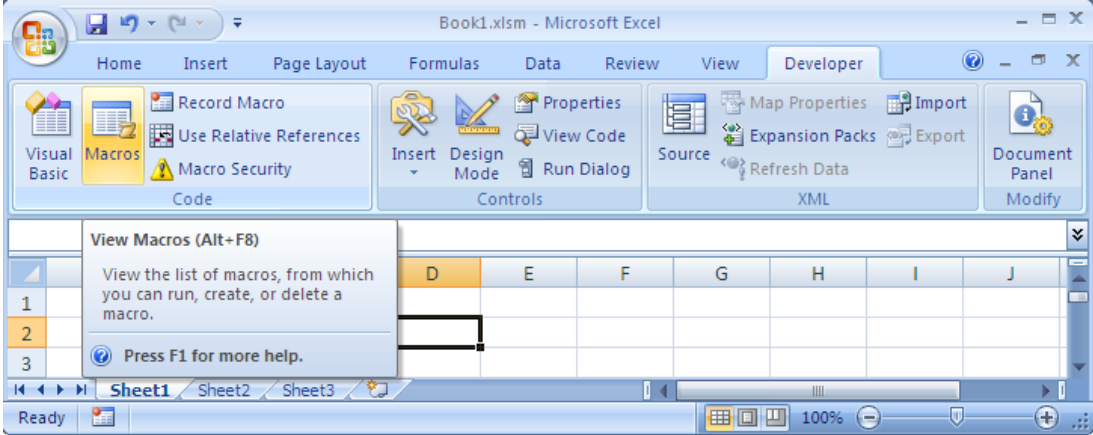 Book1.xlsm - Microsoft Excel
Home Insert Page Layout Formulas Data Review View Developer
Visual Basic
Macros
Record Macro
Use Relative References
Macro Security
Code
Insert
Design Mode
Properties
View Code
Run Dialog
Controls
Source
Map Properties
Expansion Packs
Refresh Data
Import
Export
XML
Document Panel
Modify
View Macros (Alt+F8)
View the list of macros, from which
you can run, create, or delete a
macro.
Press F1 for more help.
D E F G H I J
1
2
3
Sheet1 Sheet2 Sheet3
Ready 100%